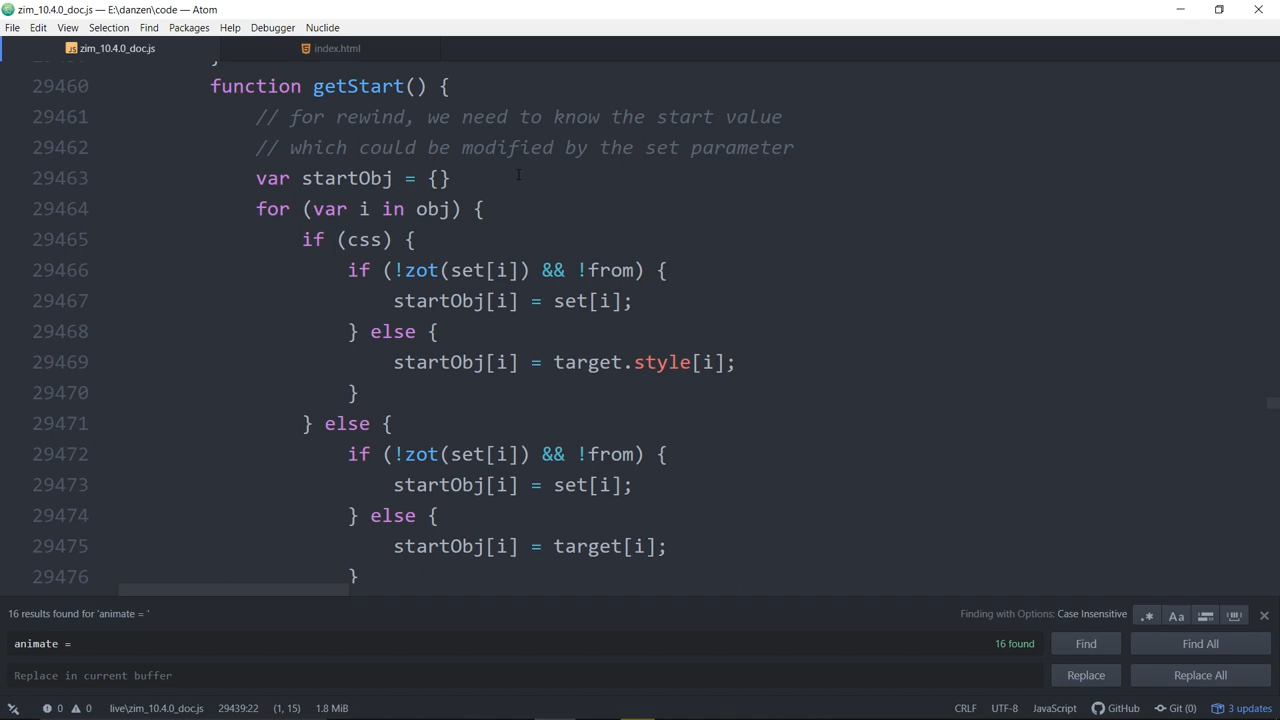 zim_10.4.0_doc.js — E:\danzen\code — Atom
File Edit View Selection Find Packages Help Debugger Nuclide
zim_10.4.0_doc.js index.html
29460 function getStart() {
29461 // for rewind, we need to know the start value
29462 // which could be modified by the set parameter
29463 var startObj = {}
29464 for (var i in obj) {
29465 if (css) {
29466 if (!zot(set[i]) && !from) {
29467 startObj[i] = set[i];
29468 } else {
29469 startObj[i] = target.style[i];
29470 }
29471 } else {
29472 if (!zot(set[i]) && !from) {
29473 startObj[i] = set[i];
29474 } else {
29475 startObj[i] = target[i];
29476 }
16 results found for 'animate = ' Finding with Options: Case Insensitive .* Aa
animate = 16 found Find Find All
Replace in current buffer Replace Replace All
0 0 live\zim_10.4.0_doc.js 29439:22 (1, 15) 1.8 MiB CRLF UTF-8 JavaScript GitHub Git (0) 3 updates